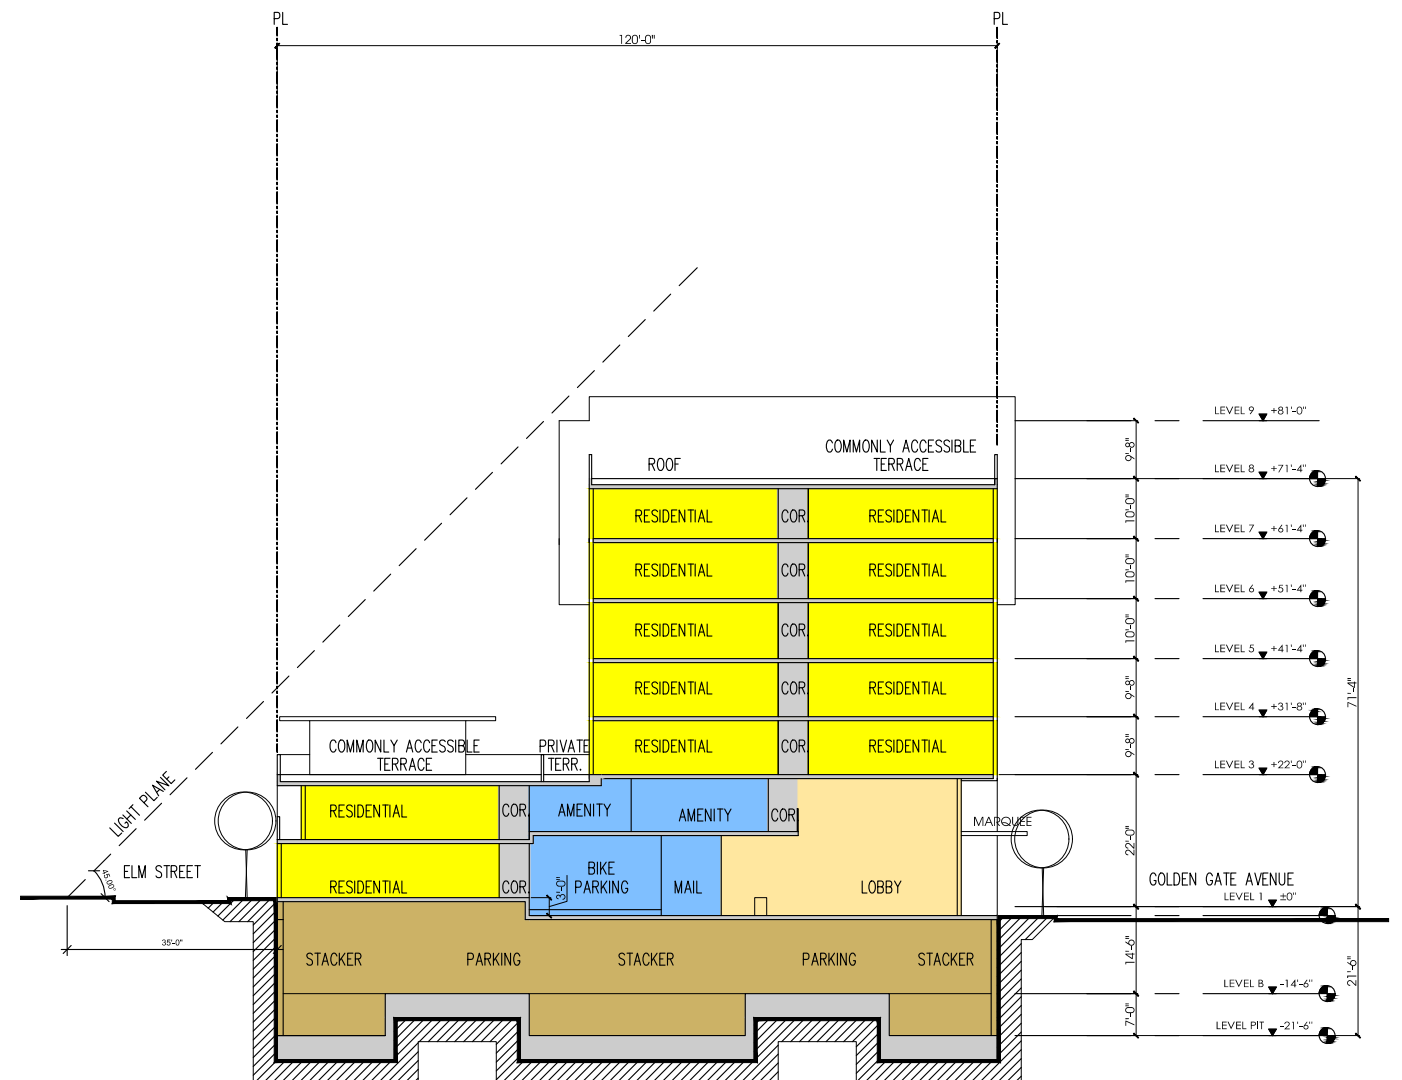 PL
PL
120'-0"
LEVEL 9 +81'-0"
9'-8"
COMMONLY ACCESSIBLE
TERRACE
ROOF
LEVEL 8 +71'-4"
10'-0"
RESIDENTIAL COR. RESIDENTIAL
LEVEL 7 +61'-4"
10'-0"
RESIDENTIAL COR. RESIDENTIAL
LEVEL 6 +51'-4"
10'-0"
RESIDENTIAL COR. RESIDENTIAL
LEVEL 5 +41'-4"
9'-8"
RESIDENTIAL COR. RESIDENTIAL
71'-4"
LEVEL 4 +31'-8"
9'-8"
COMMONLY ACCESSIBLE
TERRACE
PRIVATE
TERR.
RESIDENTIAL COR. RESIDENTIAL
LEVEL 3 +22'-0"
LIGHT PLANE
RESIDENTIAL COR. AMENITY AMENITY COR.
MARQUEE
22'-0"
45.00°
ELM STREET
BIKE
PARKING
RESIDENTIAL COR. 3'-0" MAIL LOBBY
GOLDEN GATE AVENUE
LEVEL 1 ±0"
35'-0"
STACKER PARKING STACKER PARKING STACKER
14'-6"
21'-6"
LEVEL B -14'-6"
7'-0"
LEVEL PIT -21'-6"